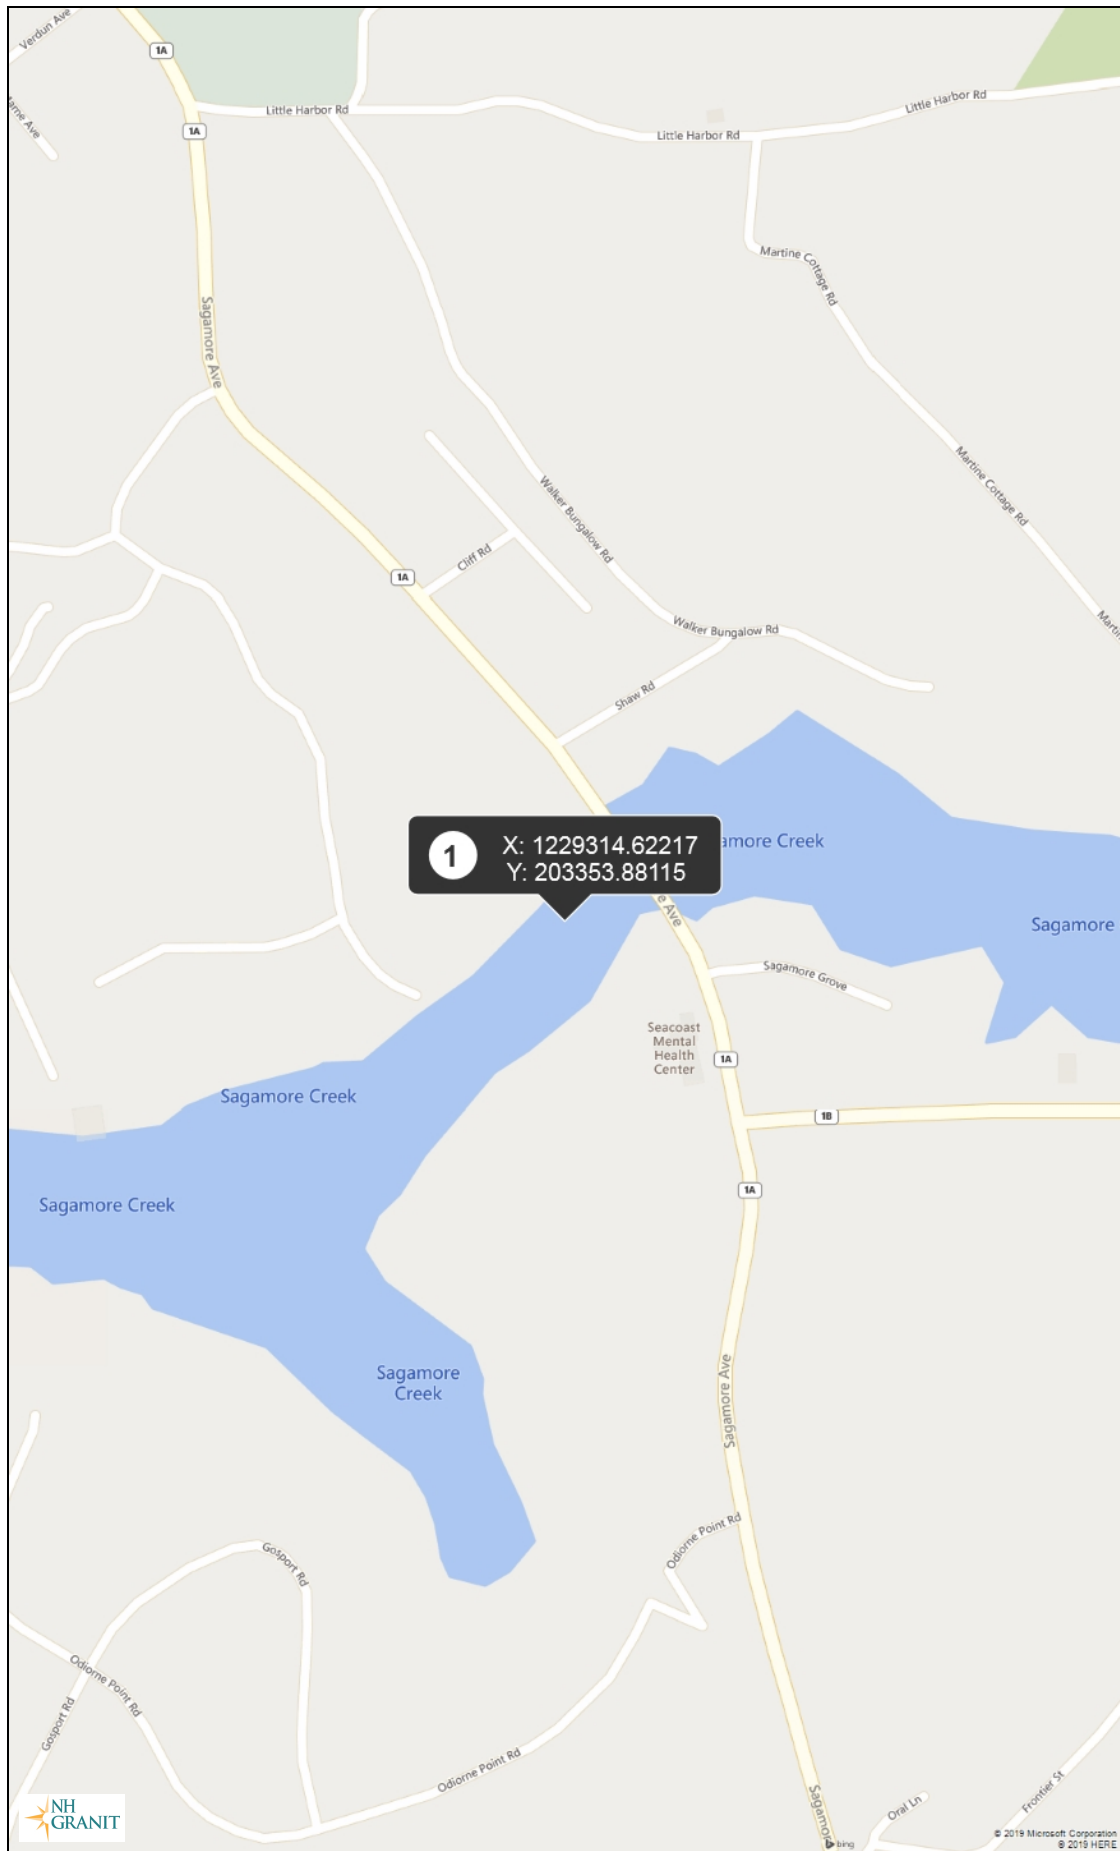 Verdun Ave
1A
Little Harbor Rd
Little Harbor Rd
1A
Little Harbor Rd
Martine Cottage Rd
Sagamore Ave
Martine Cottage Rd
Walker Bungalow Rd
Cliff Rd
1A
Walker Bungalow Rd
Shaw Rd
1
X: 1229314.62217
Y: 203353.88115
amore Creek
e Ave
Sagamore
Sagamore Grove
Seacoast
Mental
Health
Center
1A
Sagamore Creek
1B
1A
Sagamore Creek
Sagamore
Creek
Sagamore Ave
Odiorne Point Rd
Gosport Rd
Odiorne Point Rd
Gosport Rd
Odiorne Point Rd
Sagamor
Oral Ln
Frontier St
NH
GRANIT
bing
© 2019 Microsoft Corporation
© 2019 HERE